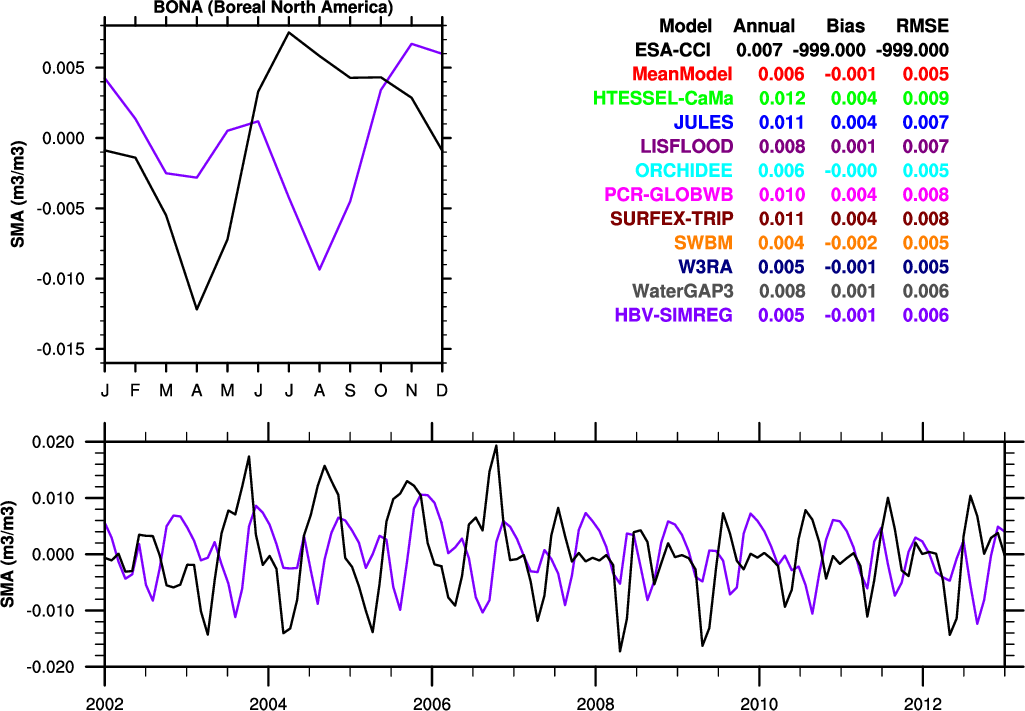 BONA (Boreal North America)
Model Annual Bias RMSE
ESA-CCI 0.007 -999.000 -999.000
MeanModel 0.006 -0.001 0.005
HTESSEL-CaMa 0.012 0.004 0.009
JULES 0.011 0.004 0.007
LISFLOOD 0.008 0.001 0.007
ORCHIDEE 0.006 -0.000 0.005
PCR-GLOBWB 0.010 0.004 0.008
SURFEX-TRIP 0.011 0.004 0.008
SWBM 0.004 -0.002 0.005
W3RA 0.005 -0.001 0.005
WaterGAP3 0.008 0.001 0.006
HBV-SIMREG 0.005 -0.001 0.006
SMA (m3/m3)
0.005
0.000
-0.005
-0.010
-0.015
J F M A M J J A S O N D
SMA (m3/m3)
0.020
0.010
0.000
-0.010
-0.020
2002 2004 2006 2008 2010 2012